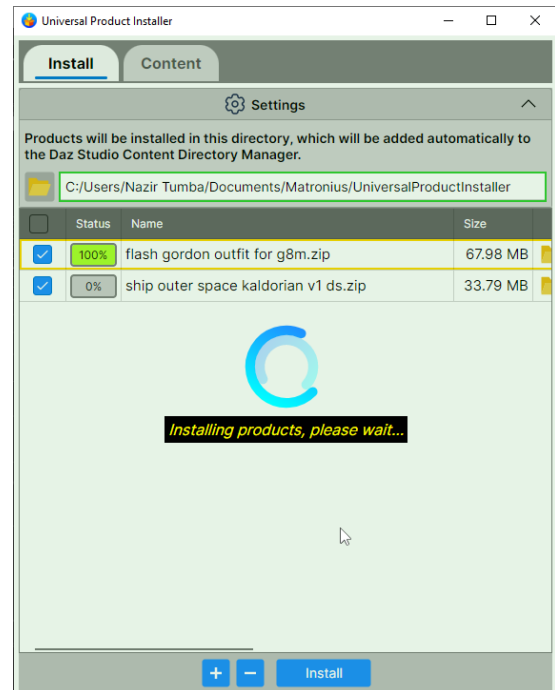 Universal Product Installer
Install
Content
Settings
Products will be installed in this directory, which will be added automatically to
the Daz Studio Content Directory Manager.
C:/Users/Nazir Tumba/Documents/Matronius/UniversalProductInstaller
Status Name Size
100% flash gordon outfit for g8m.zip 67.98 MB
0% ship outer space kaldorian v1 ds.zip 33.79 MB
Installing products, please wait...
+ − Install